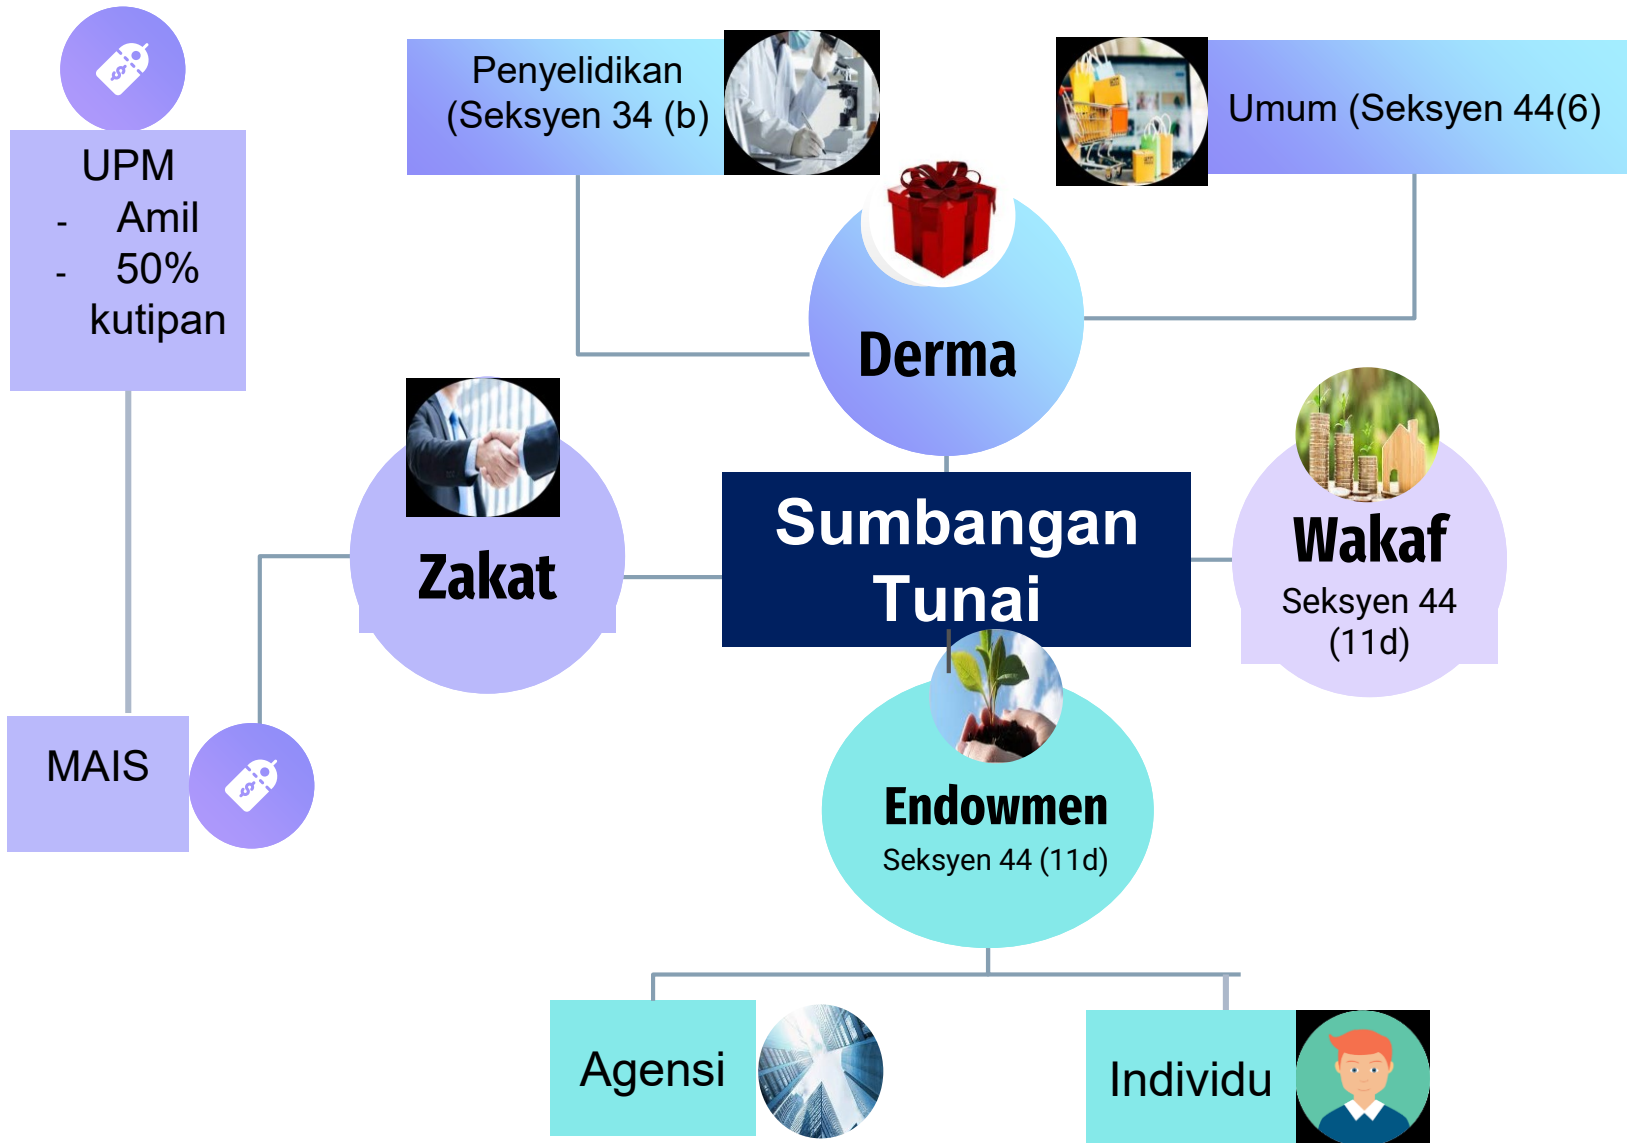 Penyelidikan
(Seksyen 34 (b)
Umum (Seksyen 44(6)
UPM
- Amil
- 50%
kutipan
Derma
Zakat
Sumbangan
Tunai
Wakaf
Seksyen 44
(11d)
MAIS
Endowmen
Seksyen 44 (11d)
Agensi
Individu